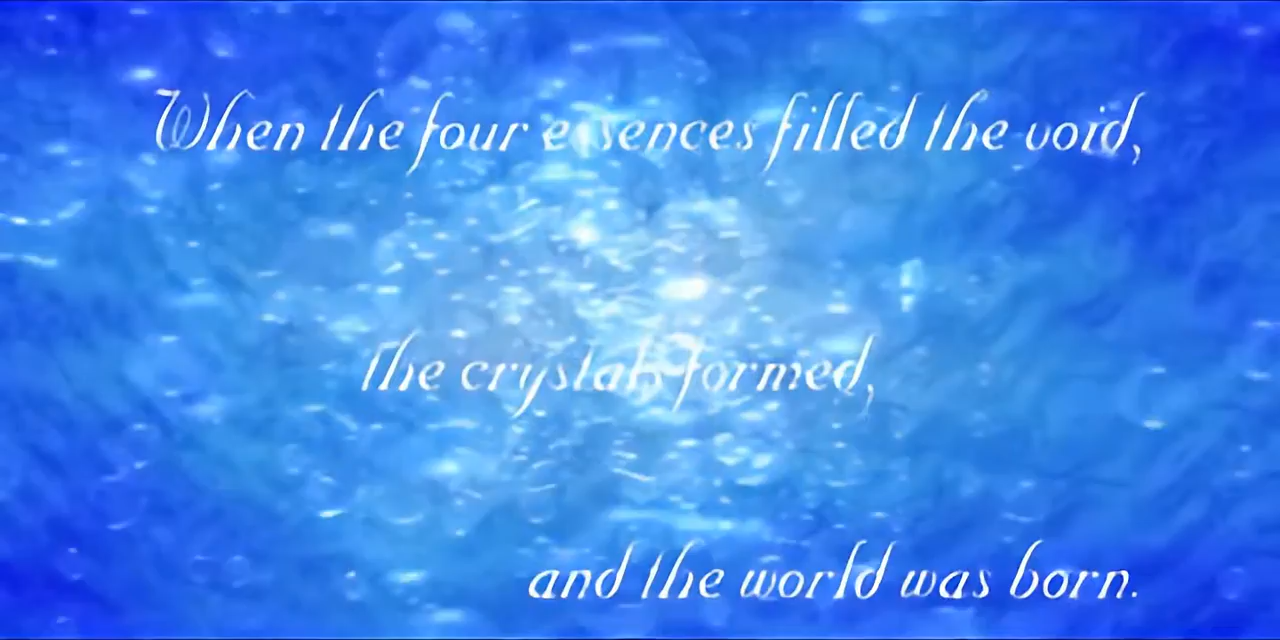 When the four essences filled the void,
the crystals formed,
and the world was born.